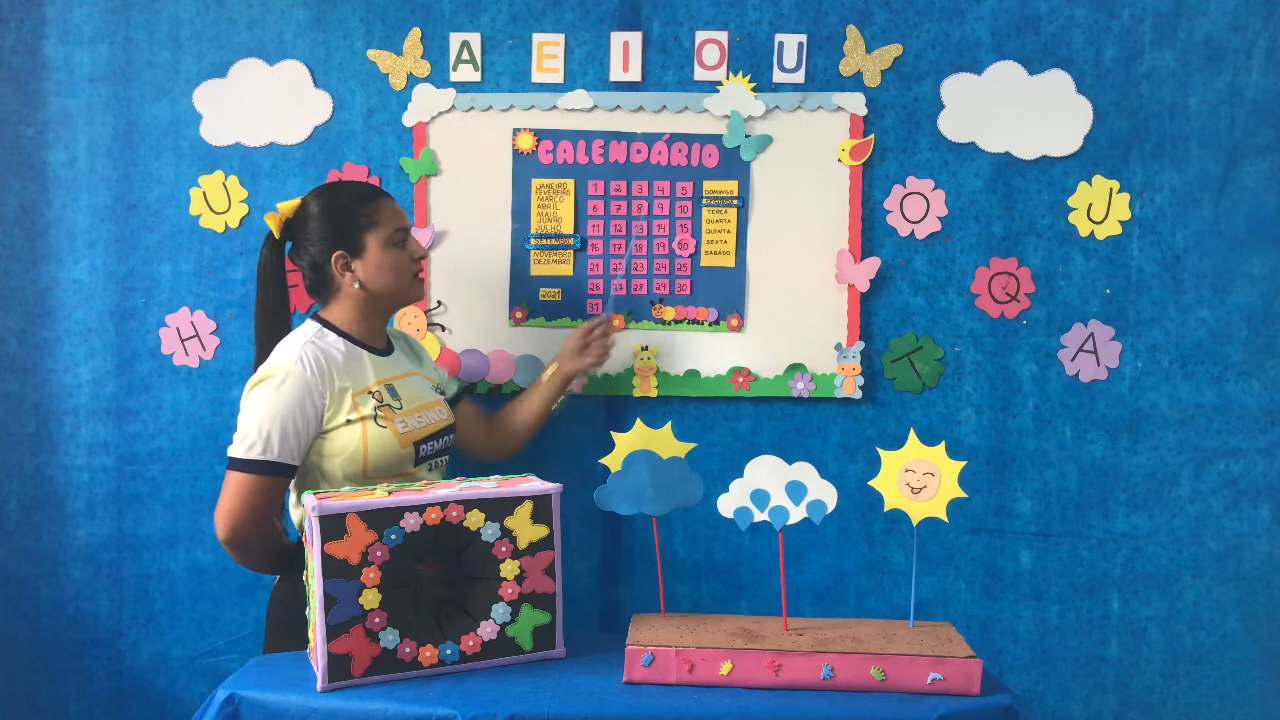 A E I O U
CALENDÁRIO
JANEIRO
FEVEREIRO
MARÇO
ABRIL
MAIO
JUNHO
JULHO
SETEMBRO
NOVEMBRO
DEZEMBRO
2021
1 2 3 4 5
6 7 8 9 10
11 12 13 14 15
16 17 18 19 20
21 22 23 24 25
26 27 28 29 30
31
DOMINGO
SEGUNDA
TERÇA
QUARTA
QUINTA
SEXTA
SABÁDO
U
H
O
J
Q
T
A
ENSINO